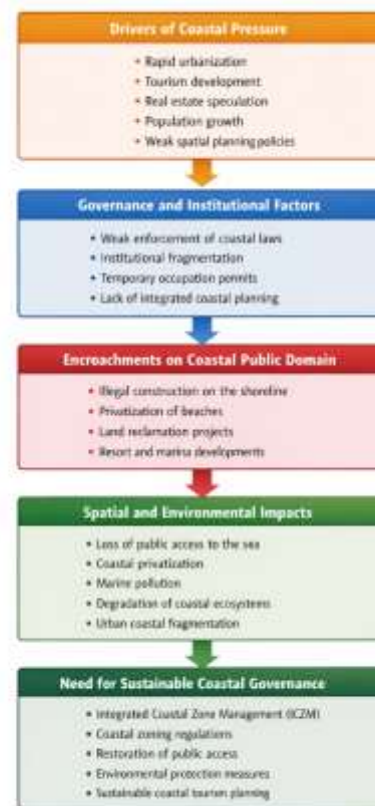 Drivers of Coastal Pressure
• Rapid urbanization
• Tourism development
• Real estate speculation
• Population growth
• Weak spatial planning policies
Governance and Institutional Factors
• Weak enforcement of coastal laws
• Institutional fragmentation
• Temporary occupation permits
• Lack of integrated coastal planning
Encroachments on Coastal Public Domain
• Illegal construction on the shoreline
• Privatization of beaches
• Land reclamation projects
• Resort and marina developments
Spatial and Environmental Impacts
• Loss of public access to the sea
• Coastal privatization
• Marine pollution
• Degradation of coastal ecosystems
• Urban coastal fragmentation
Need for Sustainable Coastal Governance
• Integrated Coastal Zone Management (ICZM)
• Coastal zoning regulations
• Restoration of public access
• Environmental protection measures
• Sustainable coastal tourism planning